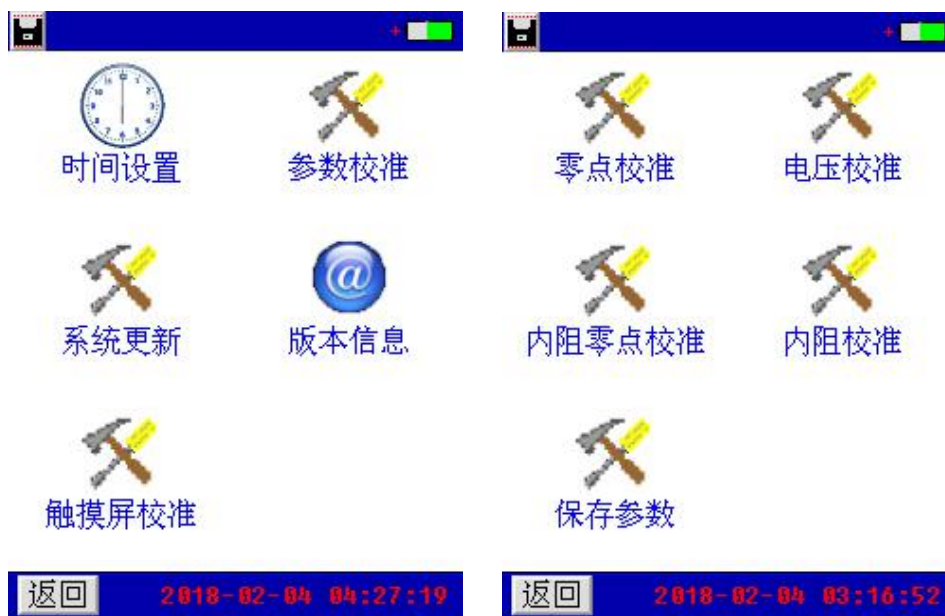 时间设置
参数校准
系统更新
版本信息
触摸屏校准
返回
2018-02-04 04:27:19
零点校准
电压校准
内阻零点校准
内阻校准
保存参数
返回
2018-02-04 03:16:52